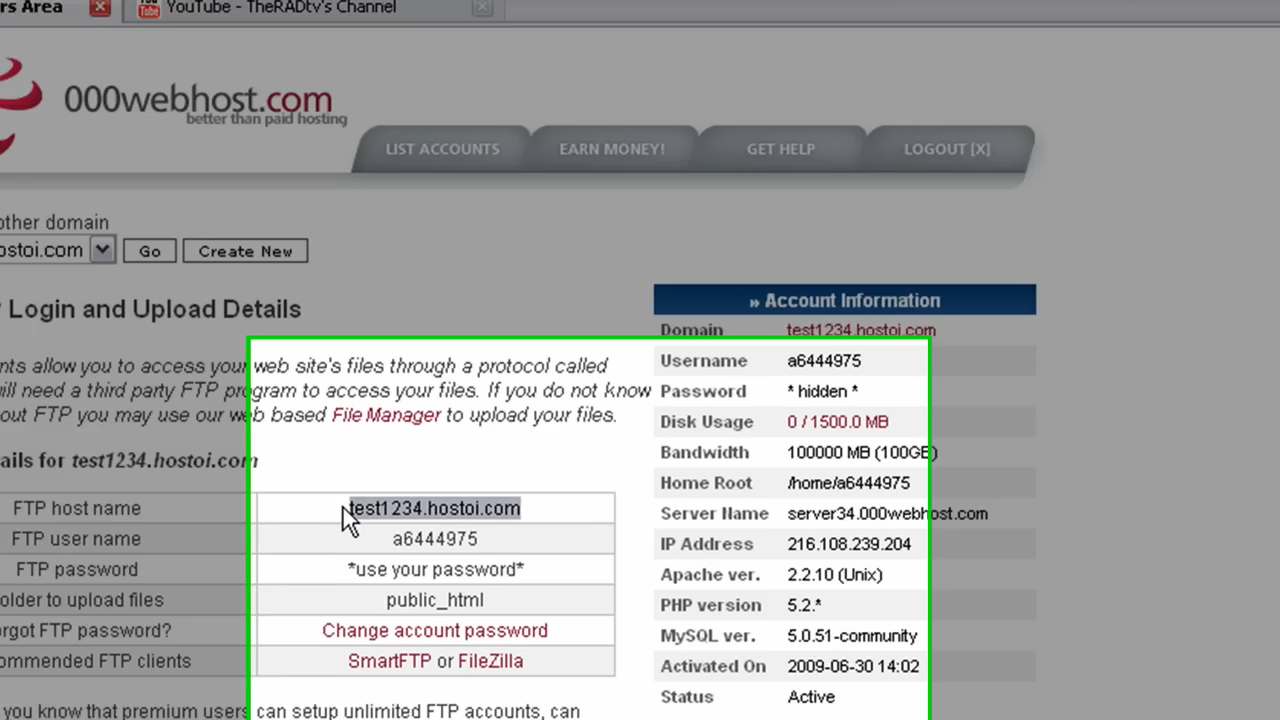 rs Area
YouTube - TheRADtv's Channel
000webhost.com
better than paid hosting
LIST ACCOUNTS
EARN MONEY!
GET HELP
LOGOUT [X]
other domain
ostoi.com
Go
Create New
Login and Upload Details
nts allow you to access your web site's files through a protocol called
will need a third party FTP program to access your files. If you do not know
out FTP you may use our web based File Manager to upload your files.
ails for test1234.hostoi.com
FTP host name test1234.hostoi.com
FTP user name a6444975
FTP password *use your password*
older to upload files public_html
orgot FTP password? Change account password
ommended FTP clients SmartFTP or FileZilla
you know that premium users can setup unlimited FTP accounts, can
» Account Information
Domain test1234.hostoi.com
Username a6444975
Password * hidden *
Disk Usage 0 / 1500.0 MB
Bandwidth 100000 MB (100GB)
Home Root /home/a6444975
Server Name server34.000webhost.com
IP Address 216.108.239.204
Apache ver. 2.2.10 (Unix)
PHP version 5.2.*
MySQL ver. 5.0.51-community
Activated On 2009-06-30 14:02
Status Active